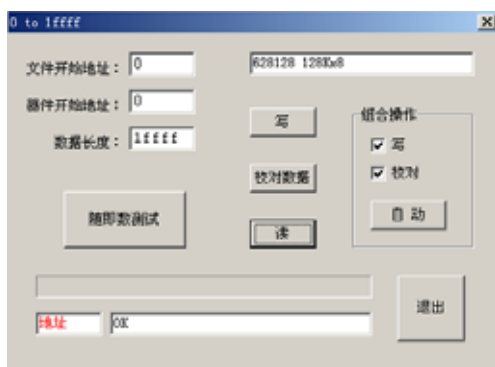 0 to 1ffff
文件开始地址： 0
628128 128Kx8
器件开始地址： 0
数据长度： 1ffff
写
组合操作
写
校对
校对数据
自 动
随即数测试
读
退出
地址
OK